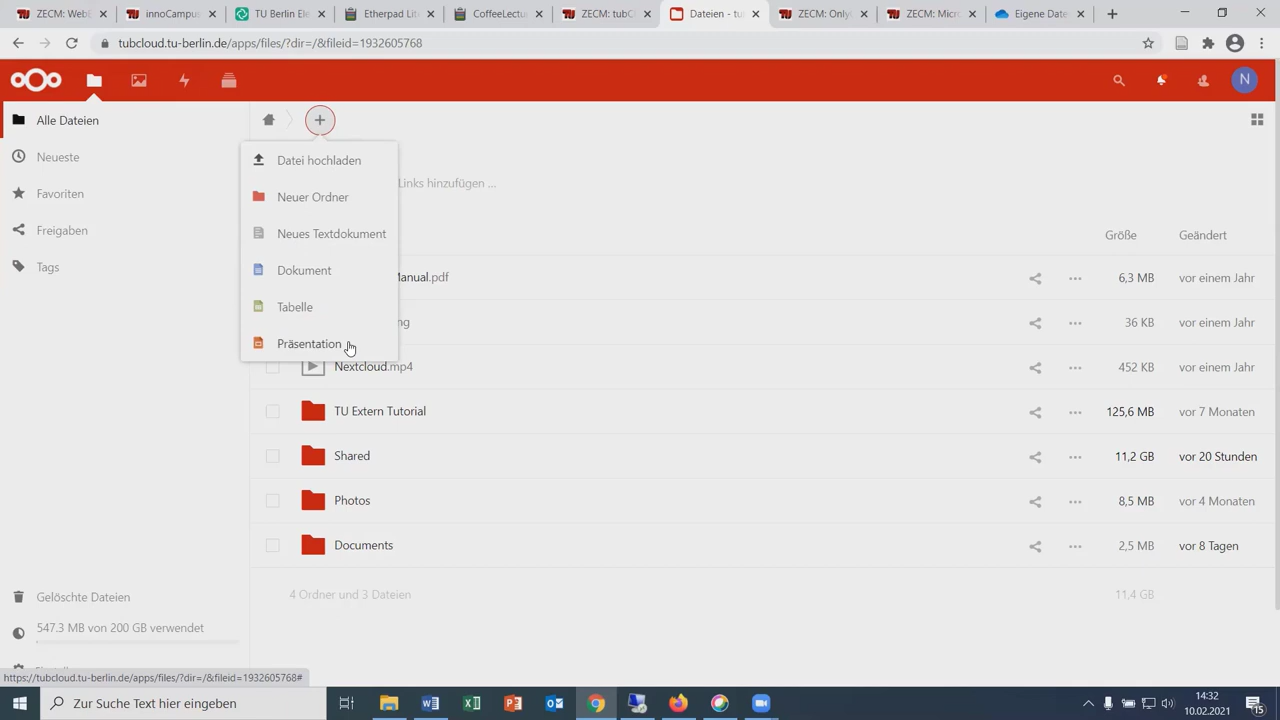 ZECM: WebE
innoCampus
TU Berlin Ele
Etherpad Lite
CoffeeLectur
ZECM: tubC
Dateien - tu
ZECM: Only
ZECM: Micr
Eigene Date
tubcloud.tu-berlin.de/apps/files/?dir=/&fileid=1932605768
N
Alle Dateien
Neueste
Favoriten
Freigaben
Tags
Datei hochladen
Neuer Ordner
Neues Textdokument
Dokument
Tabelle
Präsentation
Links hinzufügen ...
Größe Geändert
Manual.pdf 6,3 MB vor einem Jahr
ng 36 KB vor einem Jahr
Nextcloud.mp4 452 KB vor einem Jahr
TU Extern Tutorial 125,6 MB vor 7 Monaten
Shared 11,2 GB vor 20 Stunden
Photos 8,5 MB vor 4 Monaten
Documents 2,5 MB vor 8 Tagen
4 Ordner und 3 Dateien 11,4 GB
Gelöschte Dateien
547.3 MB von 200 GB verwendet
https://tubcloud.tu-berlin.de/apps/files/?dir=/&fileid=1932605768#
Zur Suche Text hier eingeben
14:32
10.02.2021
15